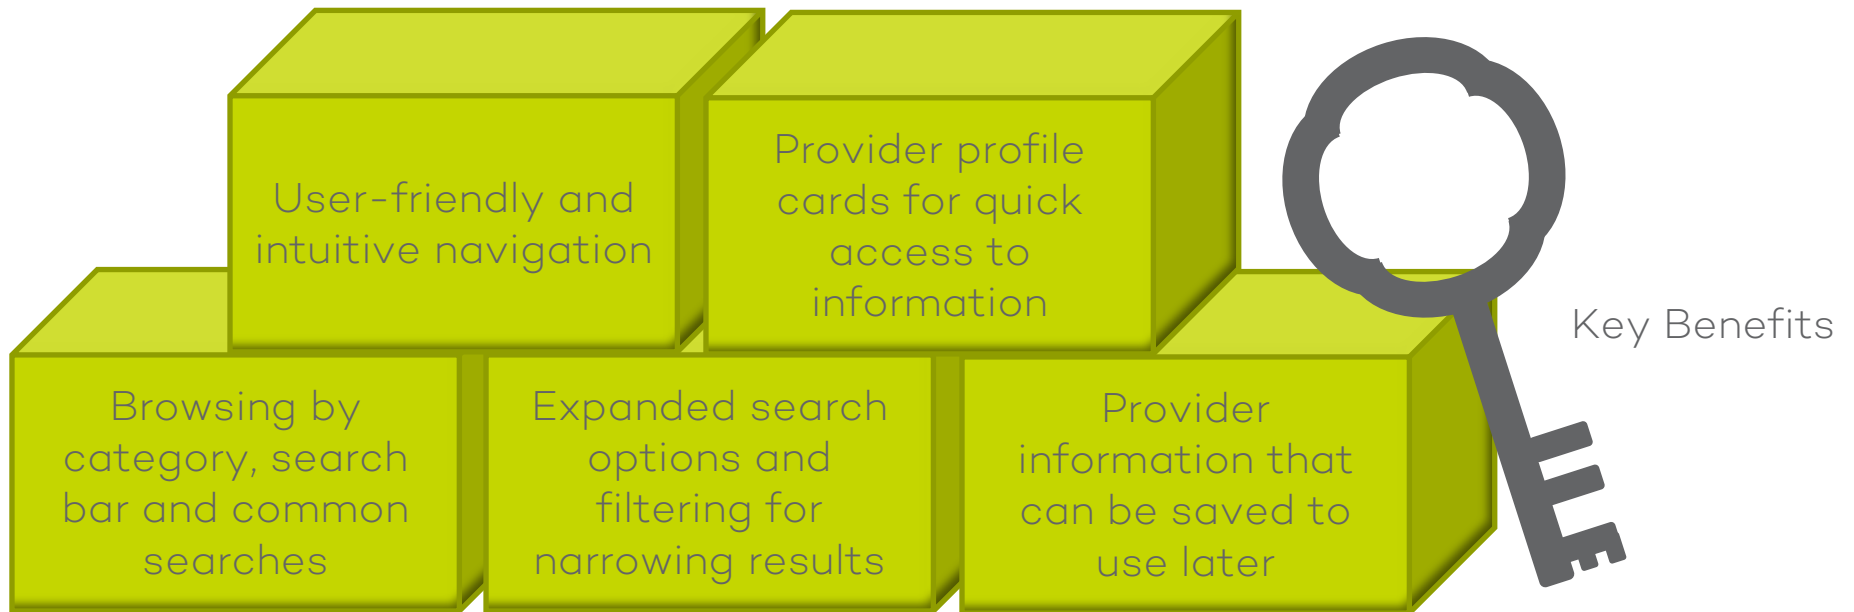 User-friendly and
intuitive navigation
Provider profile
cards for quick
access to
information
Key Benefits
Browsing by
category, search
bar and common
searches
Expanded search
options and
filtering for
narrowing results
Provider
information that
can be saved to
use later